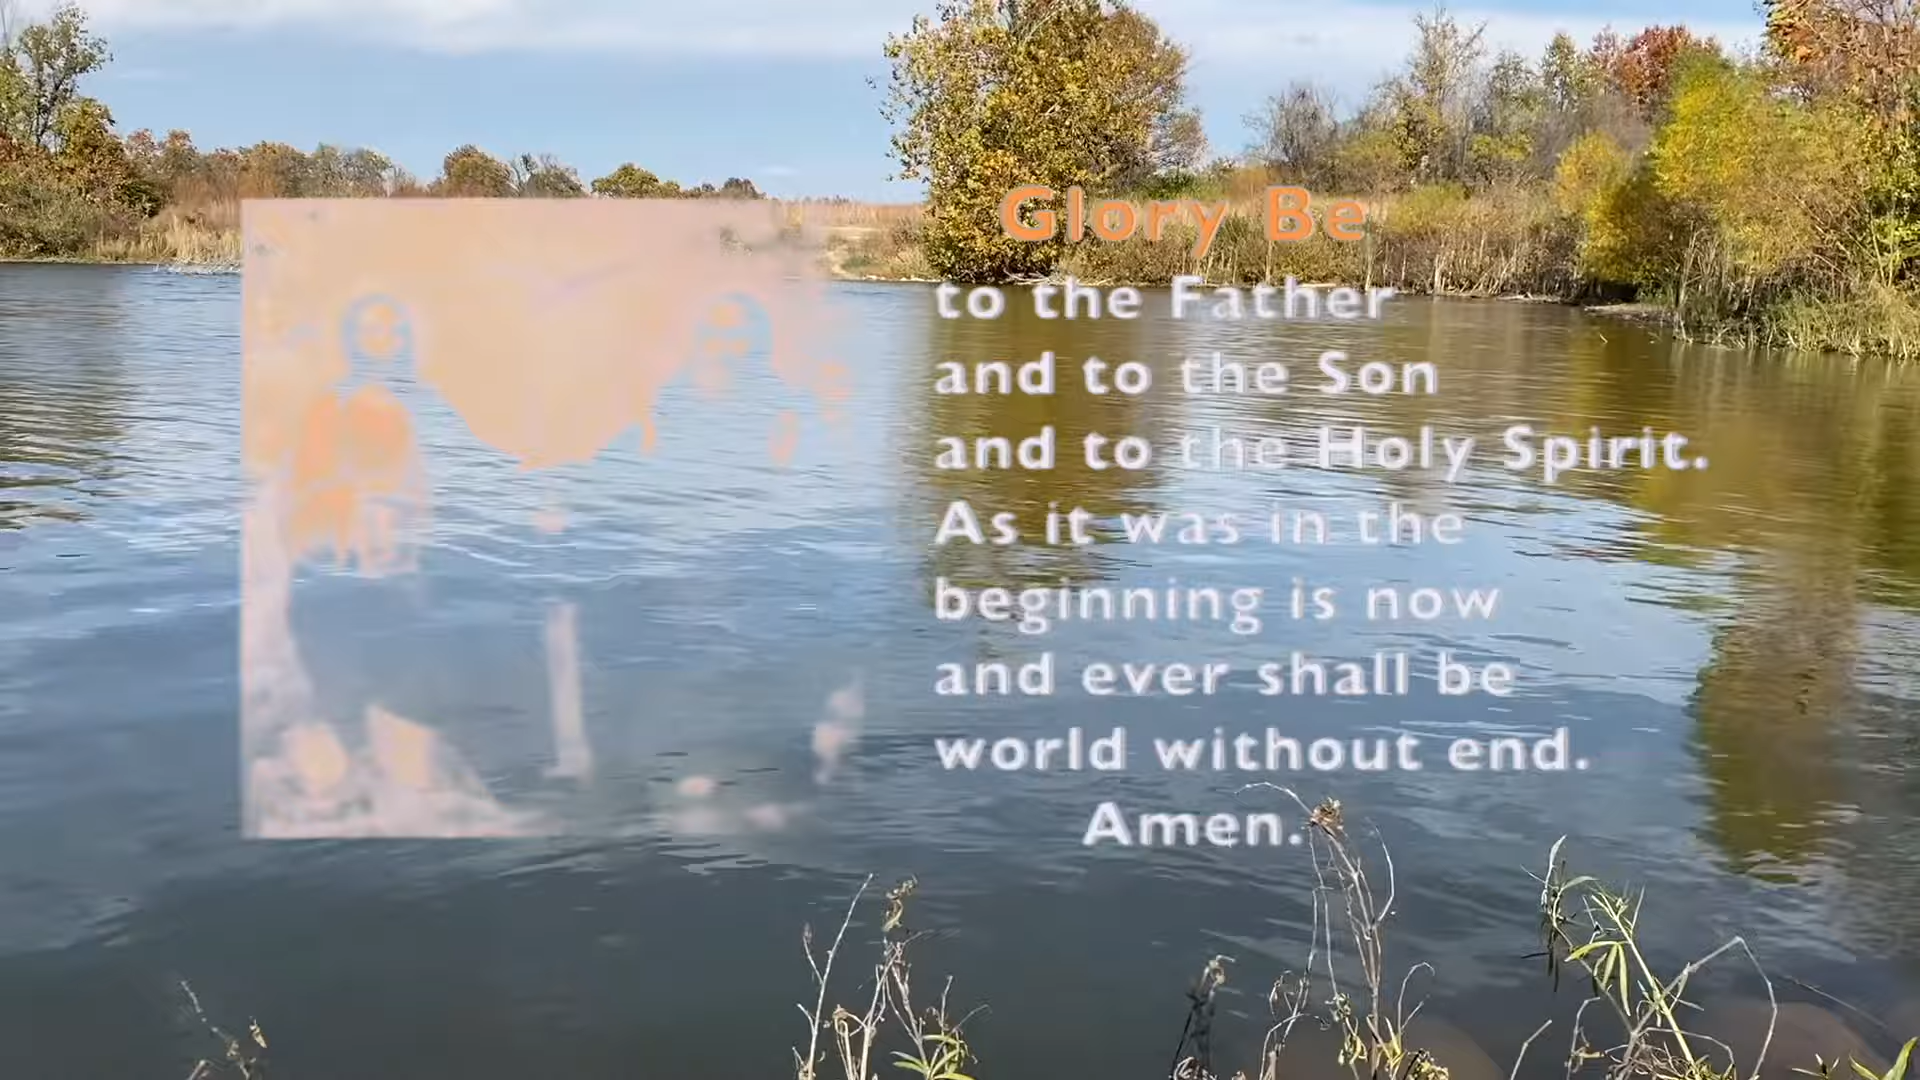 Glory Be
to the Father
and to the Son
and to the Holy Spirit.
As it was in the
beginning is now
and ever shall be
world without end.
Amen.